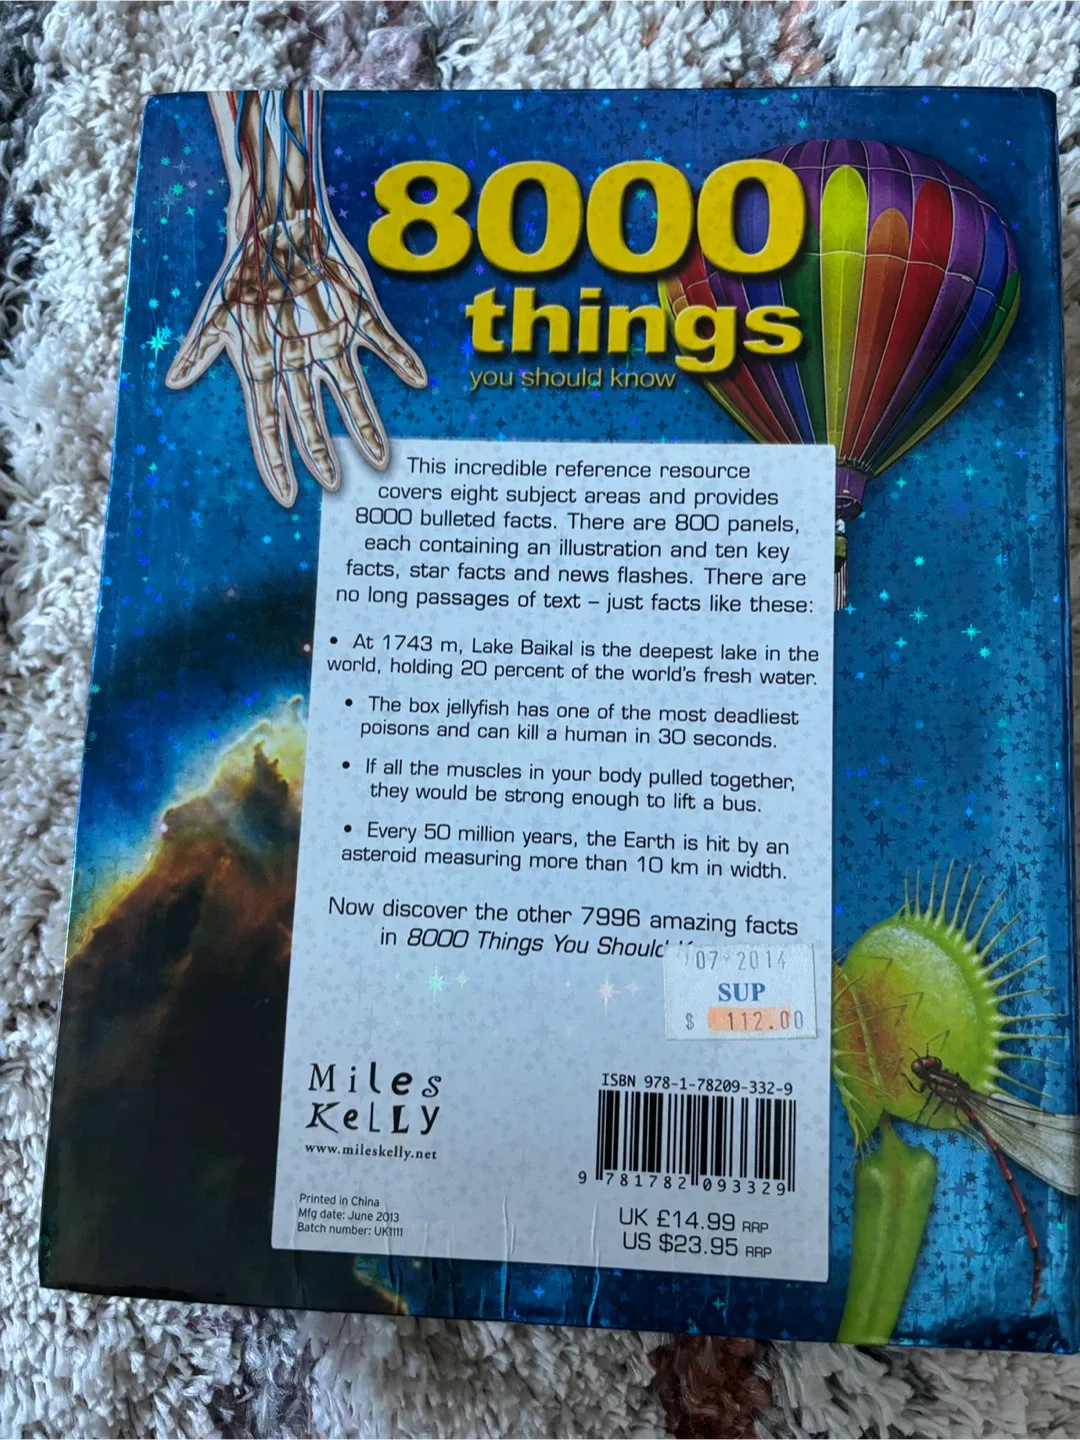 8000
things
you should know
This incredible reference resource
covers eight subject areas and provides
8000 bulleted facts. There are 800 panels,
each containing an illustration and ten key
facts, star facts and news flashes. There are
no long passages of text – just facts like these:
• At 1743 m, Lake Baikal is the deepest lake in the
world, holding 20 percent of the world's fresh water.
• The box jellyfish has one of the most deadliest
poisons and can kill a human in 30 seconds.
• If all the muscles in your body pulled together,
they would be strong enough to lift a bus.
• Every 50 million years, the Earth is hit by an
asteroid measuring more than 10 km in width.
Now discover the other 7996 amazing facts
in 8000 Things You Should
07 2014
SUP
$ 112.00
Miles
Kelly
www.mileskelly.net
Printed in China
Mfg date: June 2013
Batch number: UK1111
ISBN 978-1-78209-332-9
9 781782 093329
UK £14.99 RRP
US $23.95 RRP